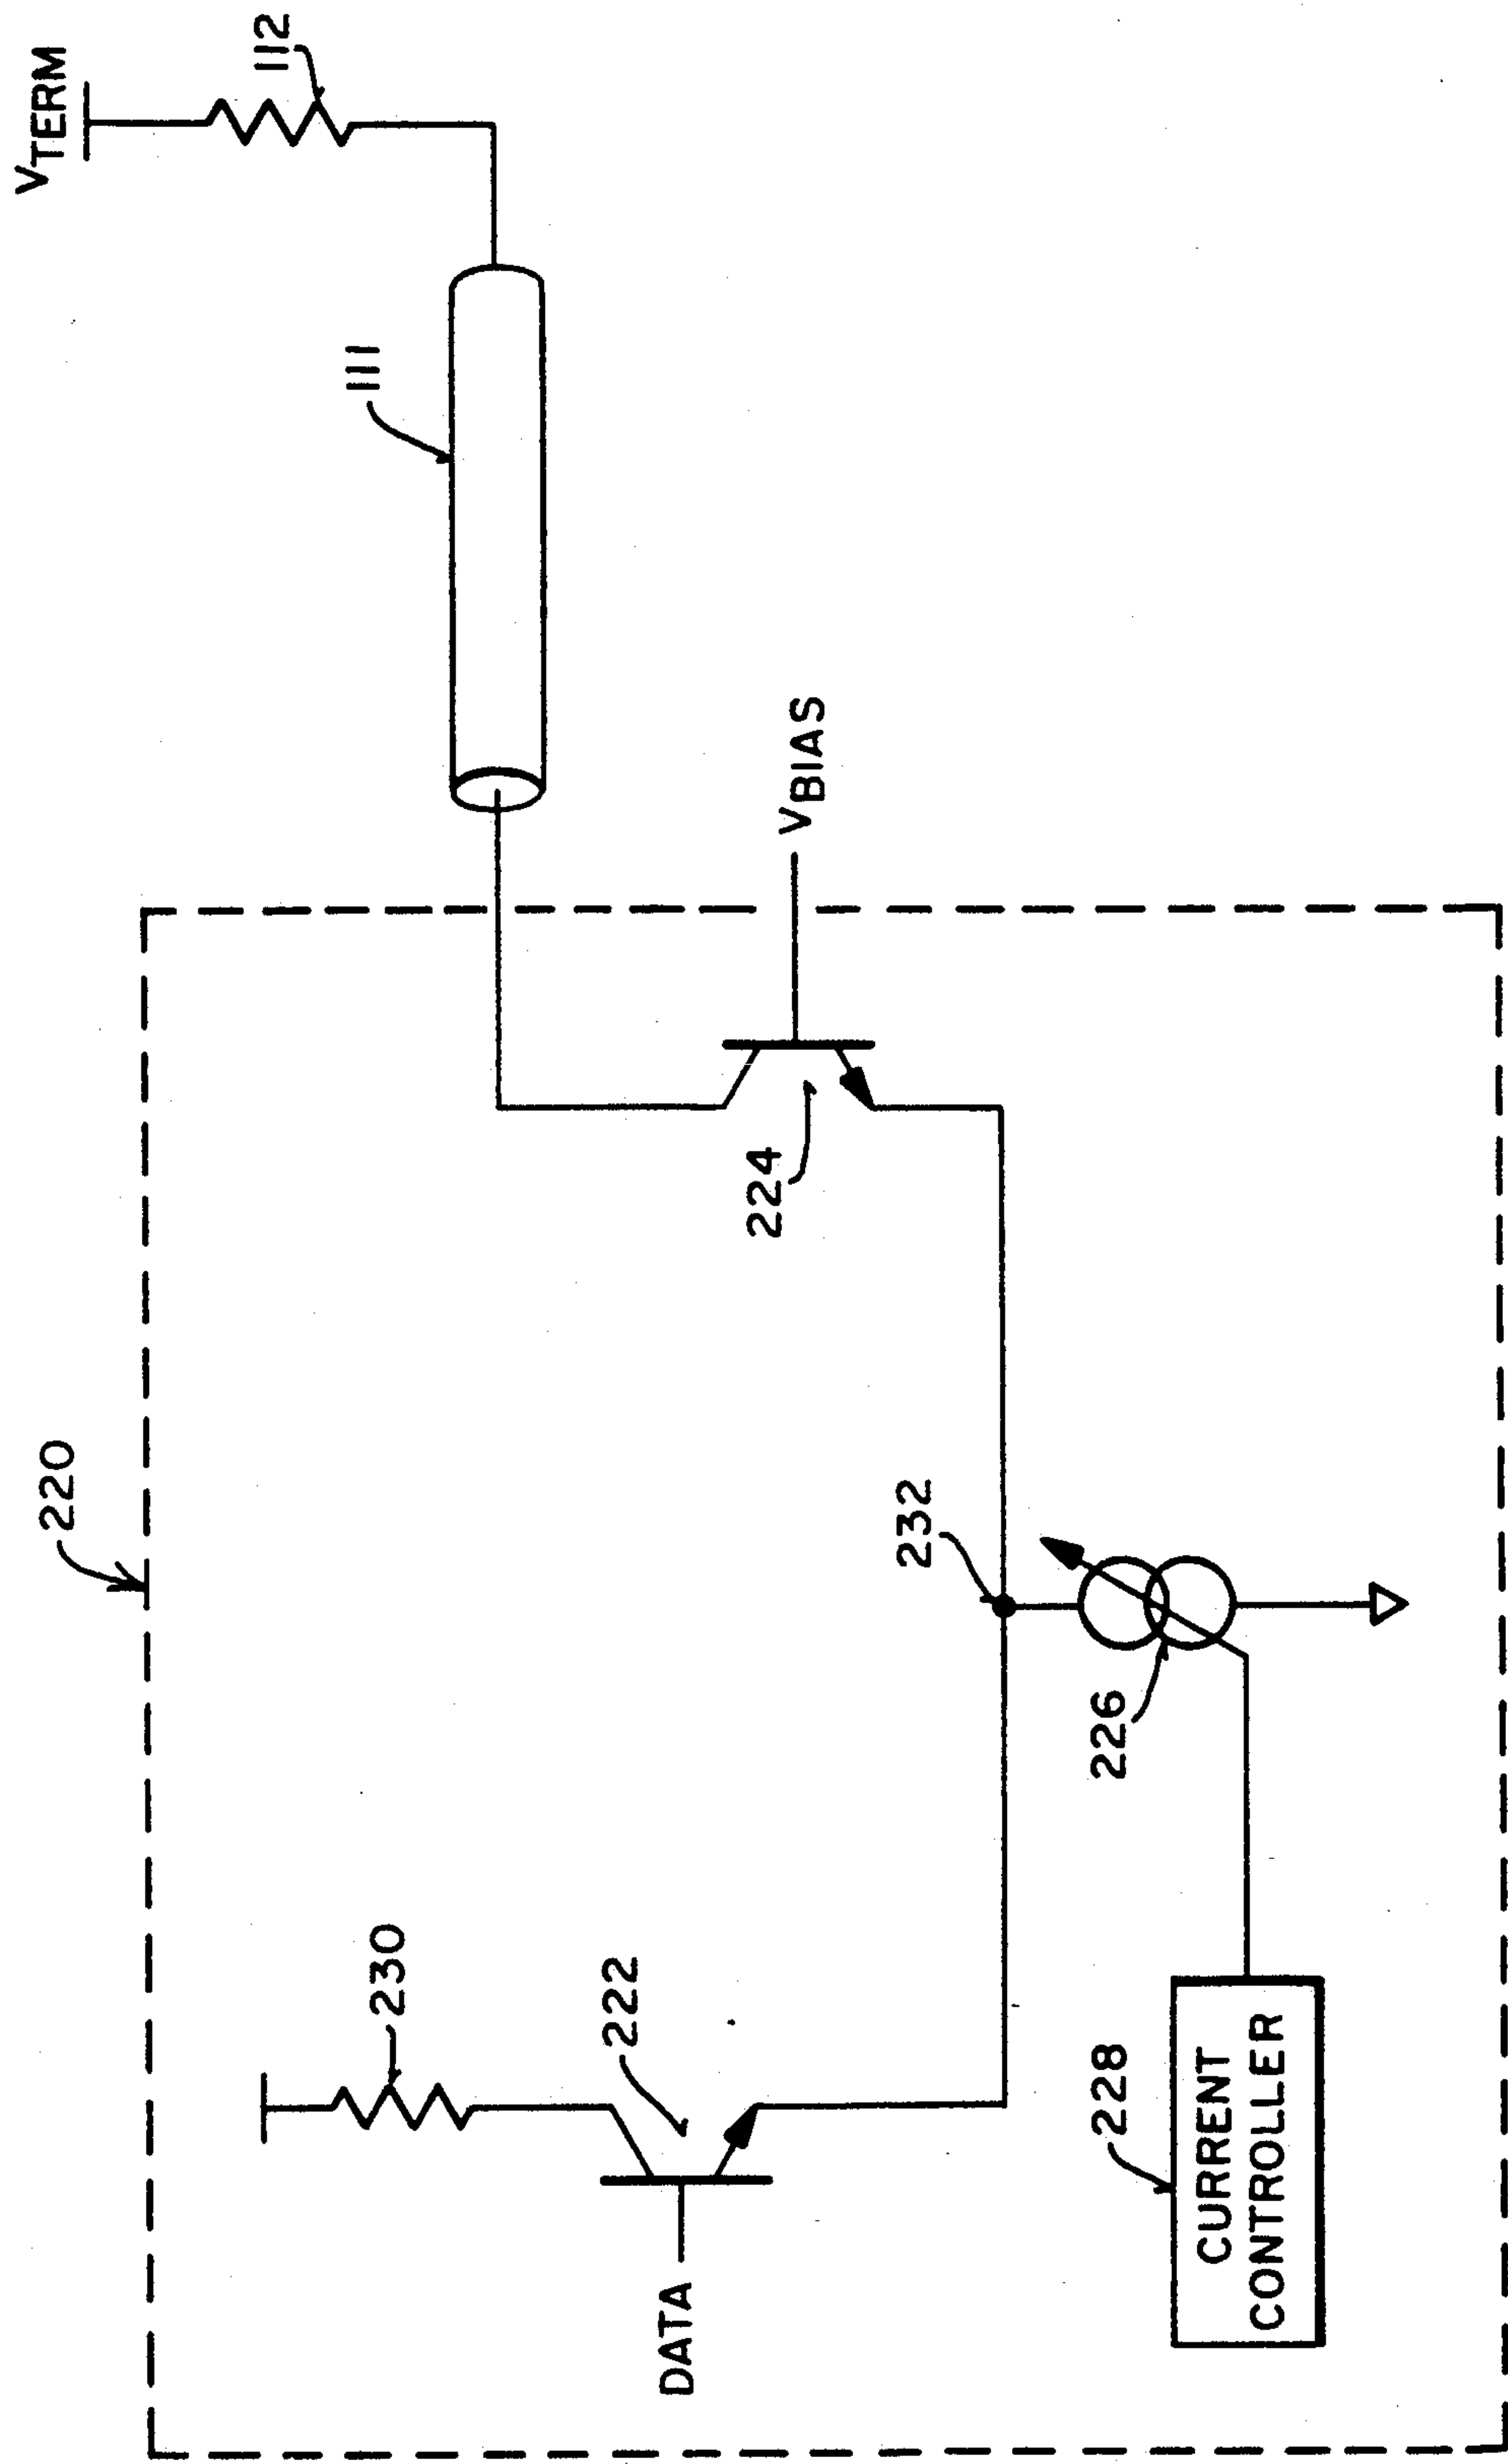 220
VTERM
112
111
230
222
DATA
224
VBIAS
232
226
228
CURRENT
CONTROLLER